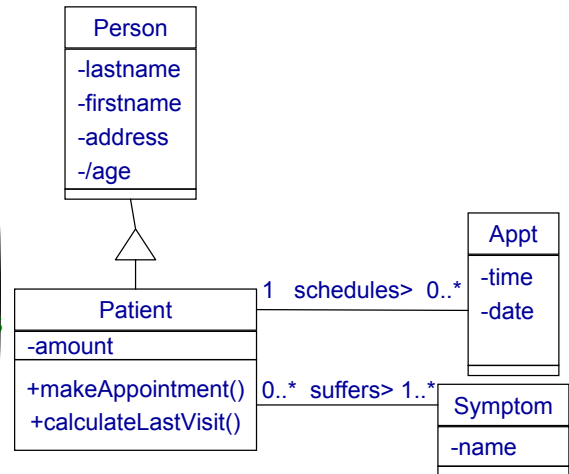 Person
-lastname
-firstname
-address
-/age
Appt
-time
-date
Patient
-amount
+makeAppointment()
+calculateLastVisit()
1 schedules> 0..*
0..* suffers> 1..*
Symptom
-name